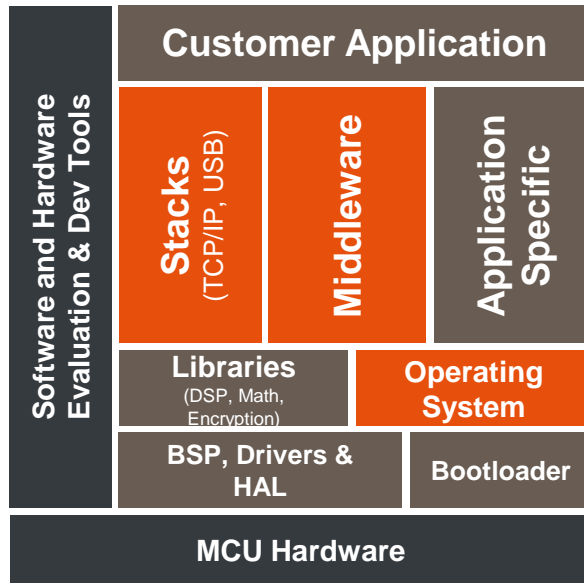 Customer Application
Software and Hardware
Evaluation & Dev Tools
Stacks
(TCP/IP, USB)
Middleware
Application
Specific
Libraries
(DSP, Math,
Encryption)
Operating
System
BSP, Drivers &
HAL
Bootloader
MCU Hardware